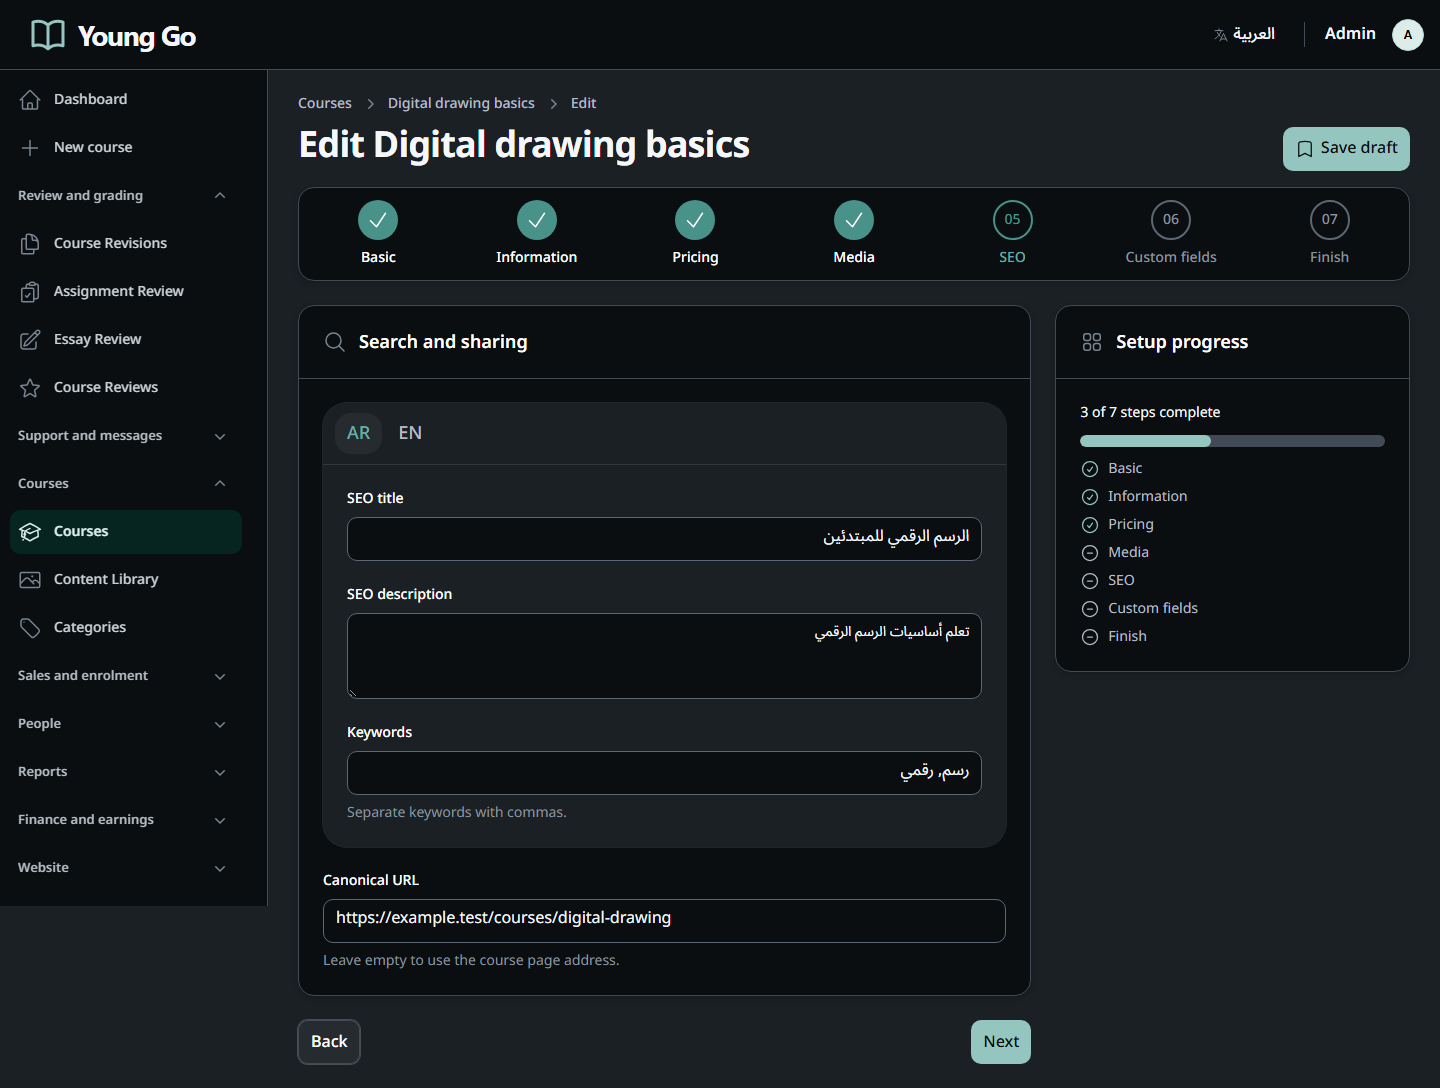 Young Go
العربية
Admin
A
Dashboard
New course
Review and grading
Course Revisions
Assignment Review
Essay Review
Course Reviews
Support and messages
Courses
Courses
Content Library
Categories
Sales and enrolment
People
Reports
Finance and earnings
Website
Courses > Digital drawing basics > Edit
Edit Digital drawing basics
Save draft
Basic
Information
Pricing
Media
05
SEO
06
Custom fields
07
Finish
Search and sharing
AR EN
SEO title
الرسم الرقمي للمبتدئين
SEO description
تعلم أساسيات الرسم الرقمي
Keywords
رسم, رقمي
Separate keywords with commas.
Canonical URL
https://example.test/courses/digital-drawing
Leave empty to use the course page address.
Back
Next
Setup progress
3 of 7 steps complete
Basic
Information
Pricing
Media
SEO
Custom fields
Finish